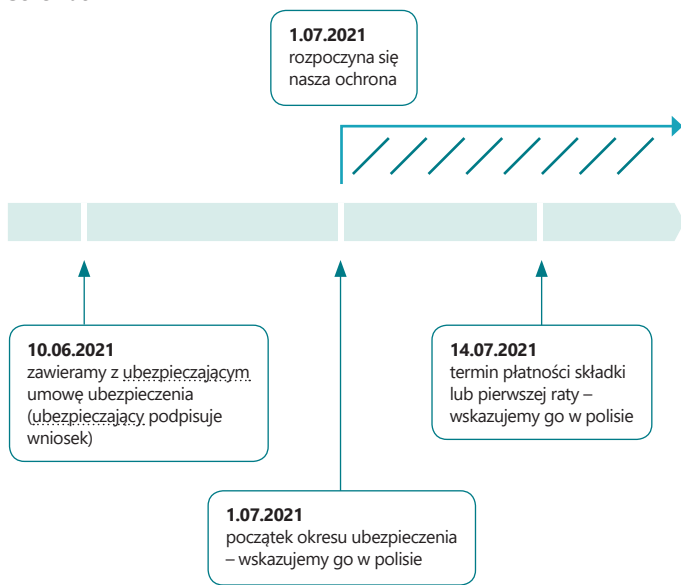 1.07.2021
rozpoczyna się
nasza ochrona
10.06.2021
zawieramy z ubezpieczającym
umowę ubezpieczenia
(ubezpieczający podpisuje
wniosek)
14.07.2021
termin płatności składki
lub pierwszej raty –
wskazujemy go w polisie
1.07.2021
początek okresu ubezpieczenia
– wskazujemy go w polisie